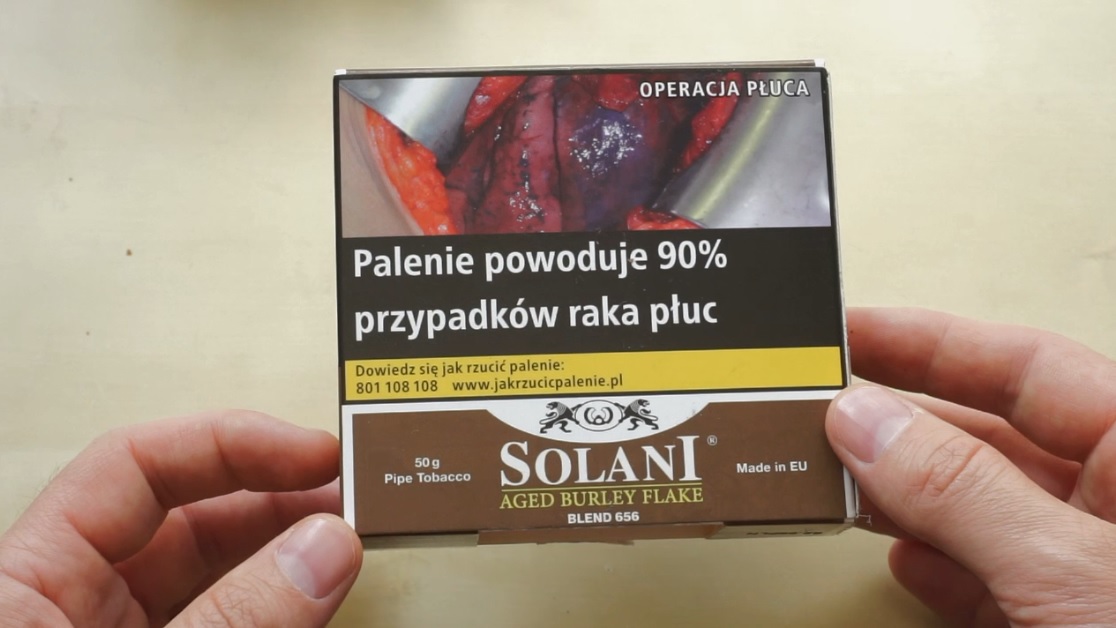 OPERACJA PŁUCA
Palenie powoduje 90%
przypadków raka płuc
Dowiedz się jak rzucić palenie:
801 108 108 www.jakrzucicpalenie.pl
50 g
Pipe Tobacco
SOLANI®
AGED BURLEY FLAKE
BLEND 656
Made in EU